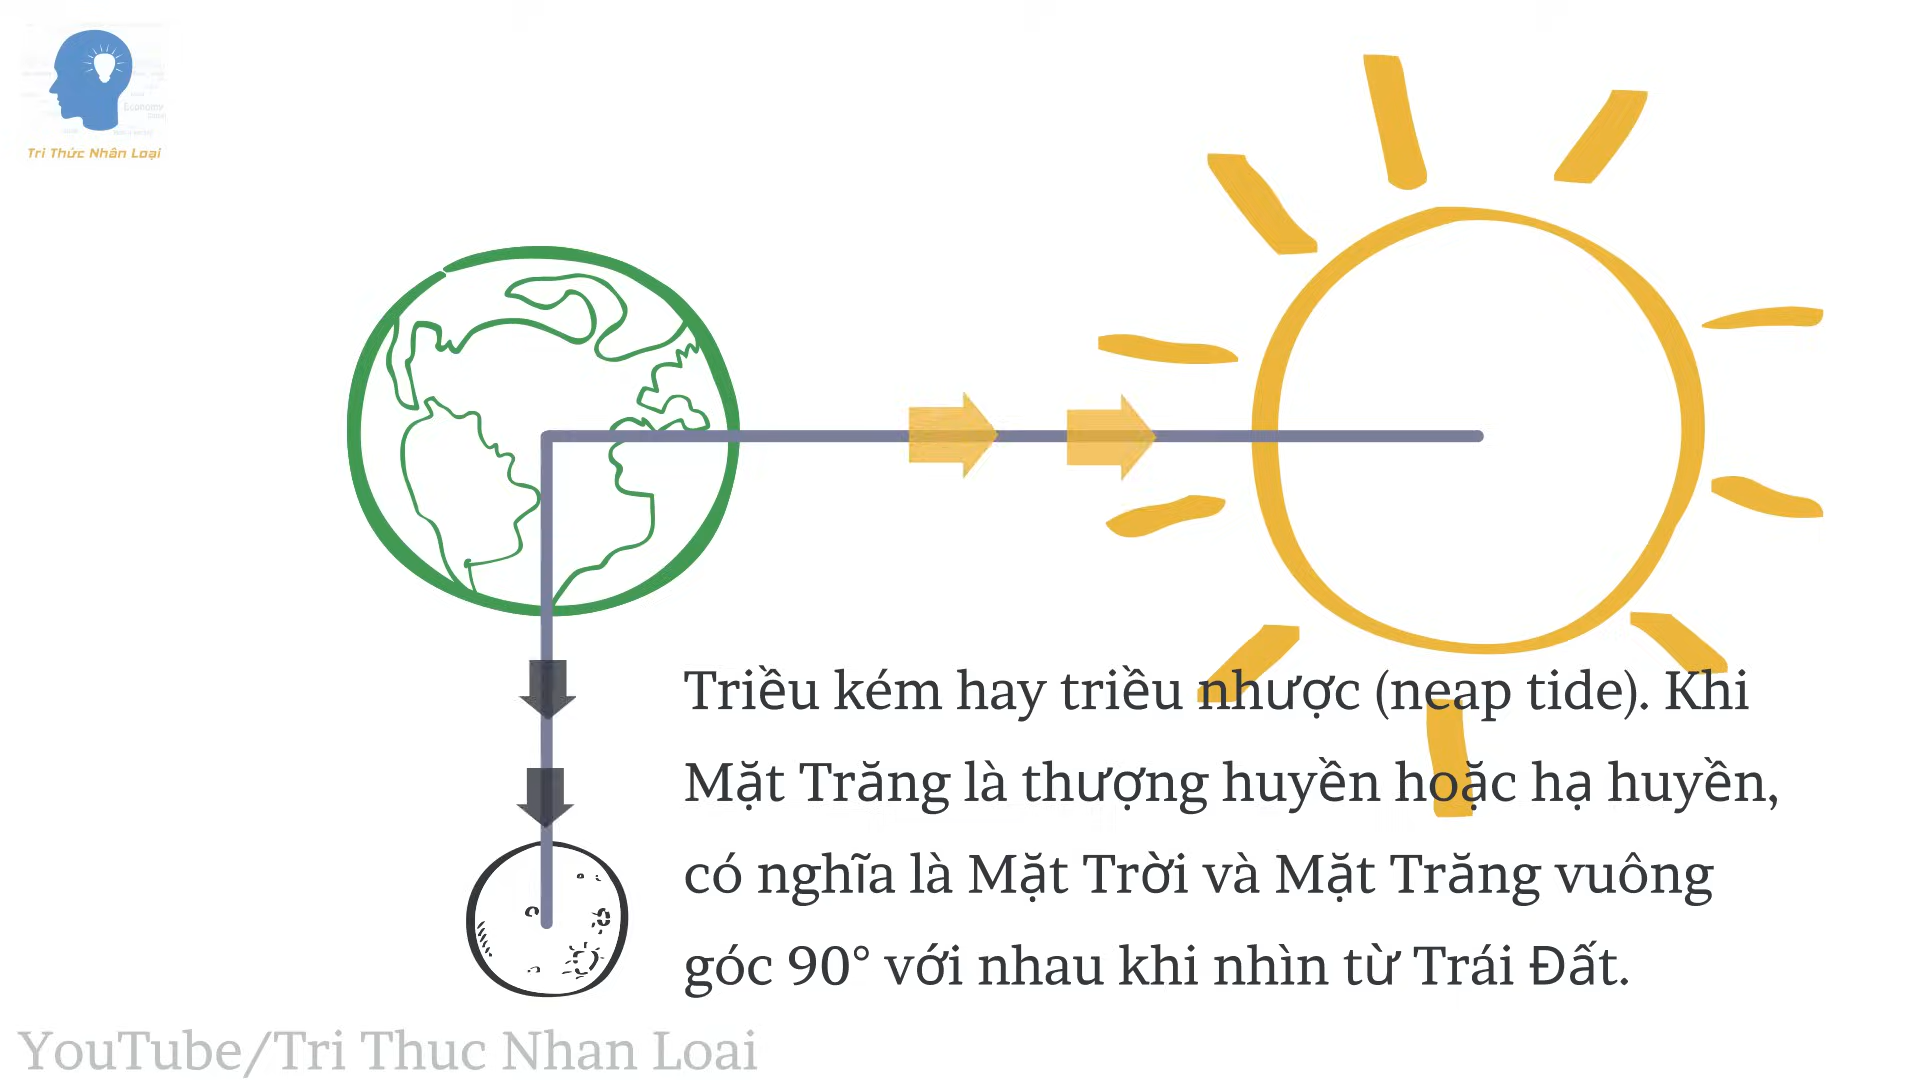 Economy
Tri Thức Nhân Loại
Triều kém hay triều nhược (neap tide). Khi
Mặt Trăng là thượng huyền hoặc hạ huyền,
có nghĩa là Mặt Trời và Mặt Trăng vuông
góc 90° với nhau khi nhìn từ Trái Đất.
YouTube/Tri Thuc Nhan Loai